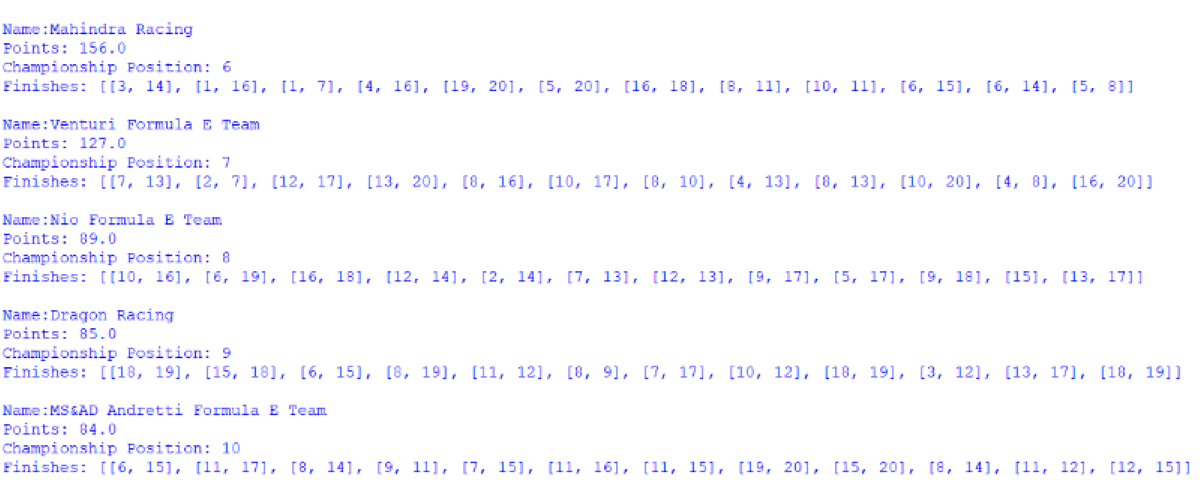 Name:Mahindra Racing
Points: 156.0
Championship Position: 6
Finishes: [[3, 14], [1, 16], [1, 7], [4, 16], [19, 20], [5, 20], [16, 18], [8, 11], [10, 11], [6, 15], [6, 14], [5, 8]]
Name:Venturi Formula E Team
Points: 127.0
Championship Position: 7
Finishes: [[7, 13], [2, 7], [12, 17], [13, 20], [8, 16], [10, 17], [8, 10], [4, 13], [8, 13], [10, 20], [4, 8], [16, 20]]
Name:Nio Formula E Team
Points: 89.0
Championship Position: 8
Finishes: [[10, 16], [6, 19], [16, 18], [12, 14], [2, 14], [7, 13], [12, 13], [9, 17], [5, 17], [9, 18], [15], [13, 17]]
Name:Dragon Racing
Points: 85.0
Championship Position: 9
Finishes: [[18, 19], [15, 18], [6, 15], [8, 19], [11, 12], [8, 9], [7, 17], [10, 12], [18, 19], [3, 12], [13, 17], [18, 19]]
Name:MS&AD Andretti Formula E Team
Points: 84.0
Championship Position: 10
Finishes: [[6, 15], [11, 17], [8, 14], [9, 11], [7, 15], [11, 16], [11, 15], [19, 20], [15, 20], [8, 14], [11, 12], [12, 15]]